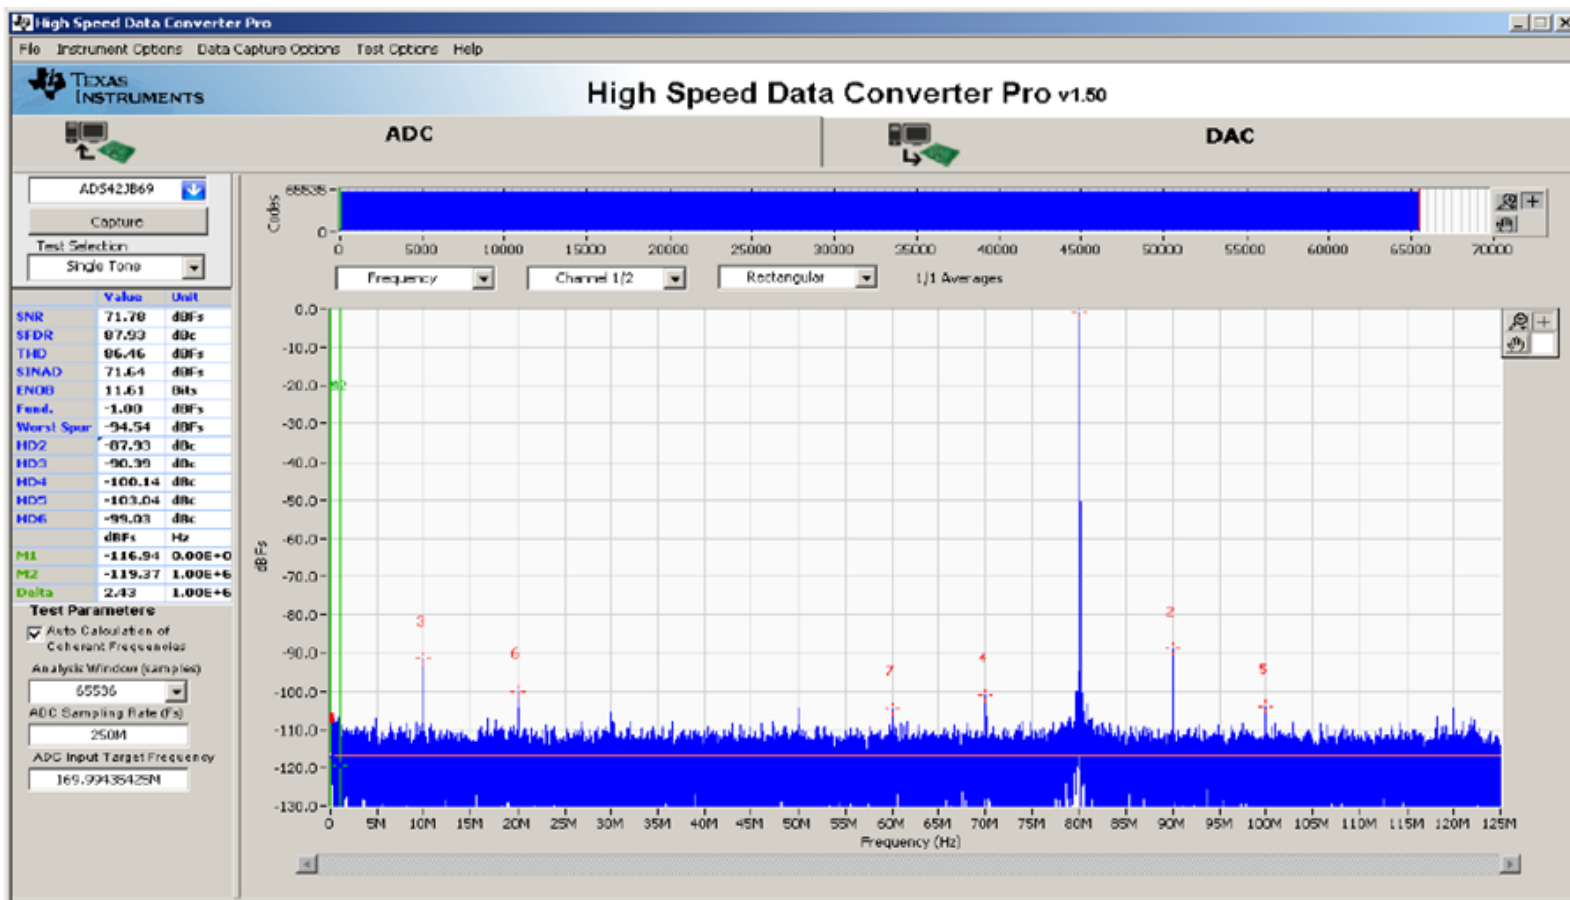 High Speed Data Converter Pro
File Instrument Options Data Capture Options Test Options Help
TEXAS INSTRUMENTS
High Speed Data Converter Pro v1.50
ADC
DAC
ADS42JB69
Capture
Test Selection
Single Tone
Value Unit
SNR 71.78 dBFs
SFDR 87.93 dBc
THD 86.46 dBFs
SINAD 71.64 dBFs
ENOB 11.61 Bits
Fund. -1.00 dBFs
Worst Spur -94.54 dBFs
HD2 -87.93 dBc
HD3 -90.39 dBc
HD4 -100.14 dBc
HD5 -103.04 dBc
HD6 -99.03 dBc
dBFs Hz
M1 -116.94 0.00E+0
M2 -119.37 1.00E+6
Delta 2.43 1.00E+6
Test Parameters
Auto Calculation of
Coherent Frequencies
Analysis Window (samples)
65536
ADC Sampling Rate (Fs)
250M
ADC Input Target Frequency
169.99435425M
Codes
65535
0
0 5000 10000 15000 20000 25000 30000 35000 40000 45000 50000 55000 60000 65000 70000
Frequency Channel 1/2 Rectangular 1/1 Averages
dBFs
0.0
-10.0
-20.0
-30.0
-40.0
-50.0
-60.0
-70.0
-80.0
-90.0
-100.0
-110.0
-120.0
-130.0
M2
3 6 7 4 2 5
0 5M 10M 15M 20M 25M 30M 35M 40M 45M 50M 55M 60M 65M 70M 75M 80M 85M 90M 95M 100M 105M 110M 115M 120M 125M
Frequency (Hz)